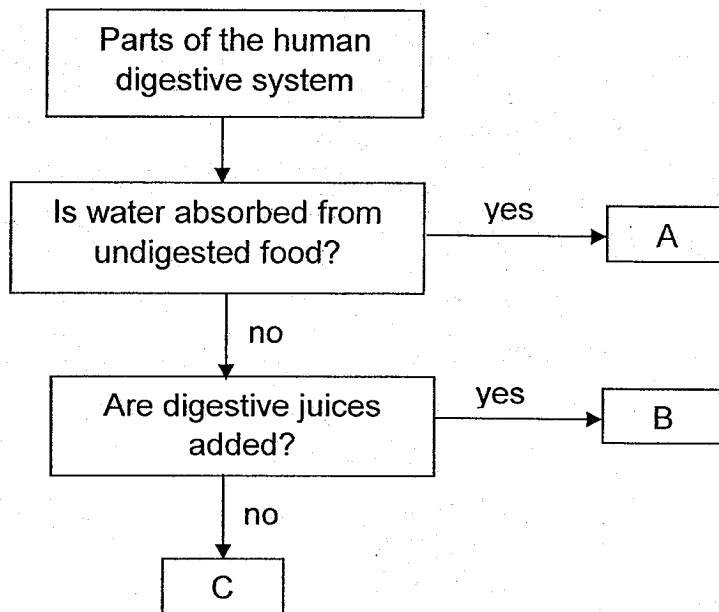 Parts of the human
digestive system
Is water absorbed from
undigested food?
yes
A
no
Are digestive juices
added?
yes
B
no
C